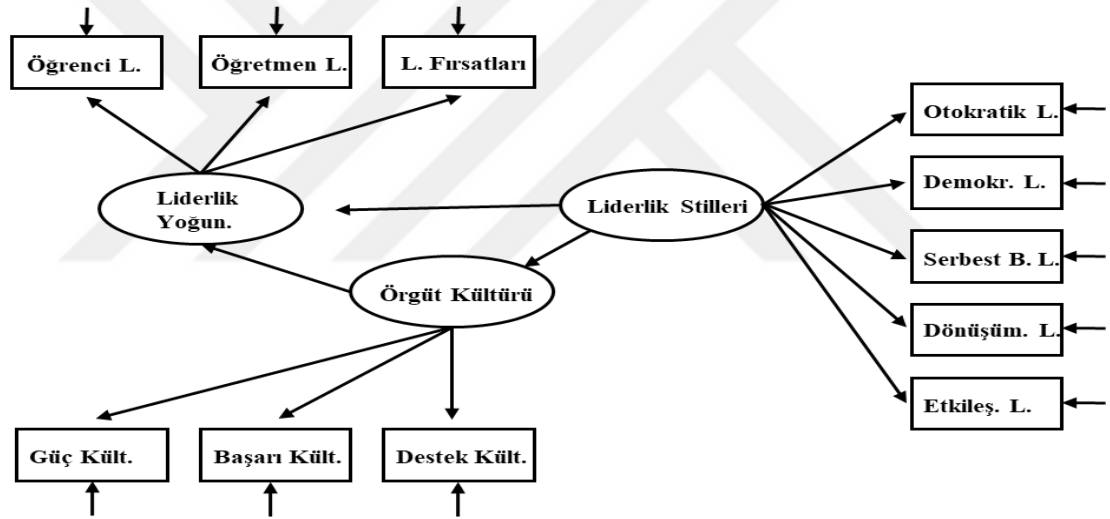 Öğrenci L.
Öğretmen L.
L. Fırsatları
Otokratik L.
Demokr. L.
Liderlik
Yoğun.
Liderlik Stilleri
Serbest B. L.
Örgüt Kültürü
Dönüşüm. L.
Etkileş. L.
Güç Kült.
Başarı Kült.
Destek Kült.